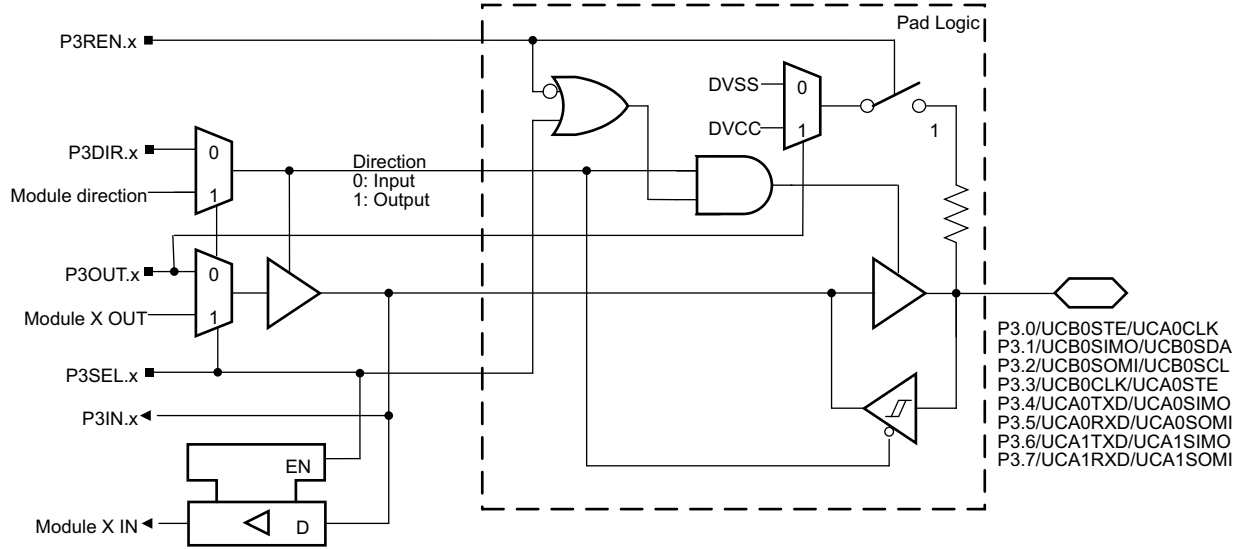 Pad Logic
P3REN.x
DVSS
0
DVCC
1
1
P3DIR.x
0
Module direction
1
Direction
0: Input
1: Output
P3OUT.x
0
Module X OUT
1
P3SEL.x
P3IN.x
EN
Module X IN
D
P3.0/UCB0STE/UCA0CLK
P3.1/UCB0SIMO/UCB0SDA
P3.2/UCB0SOMI/UCB0SCL
P3.3/UCB0CLK/UCA0STE
P3.4/UCA0TXD/UCA0SIMO
P3.5/UCA0RXD/UCA0SOMI
P3.6/UCA1TXD/UCA1SIMO
P3.7/UCA1RXD/UCA1SOMI